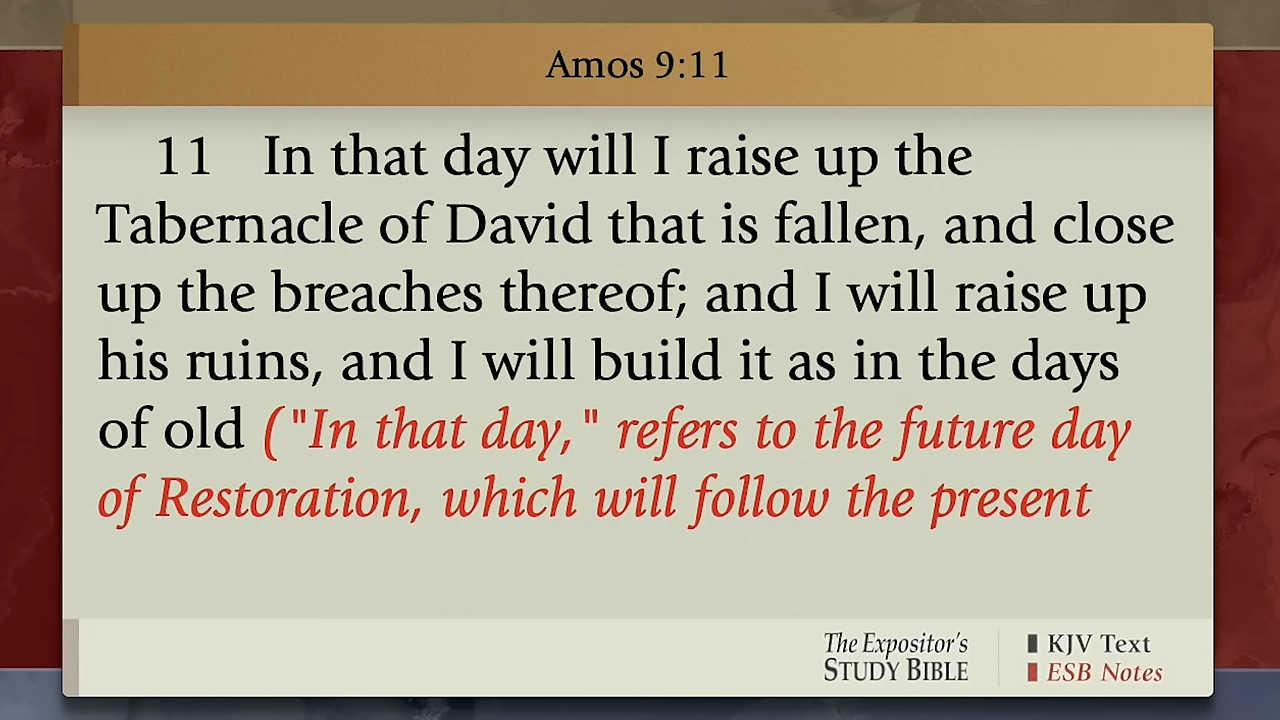 Amos 9:11
11 In that day will I raise up the
Tabernacle of David that is fallen, and close
up the breaches thereof; and I will raise up
his ruins, and I will build it as in the days
of old ("In that day," refers to the future day
of Restoration, which will follow the present
The Expositor's
STUDY BIBLE
KJV Text
ESB Notes